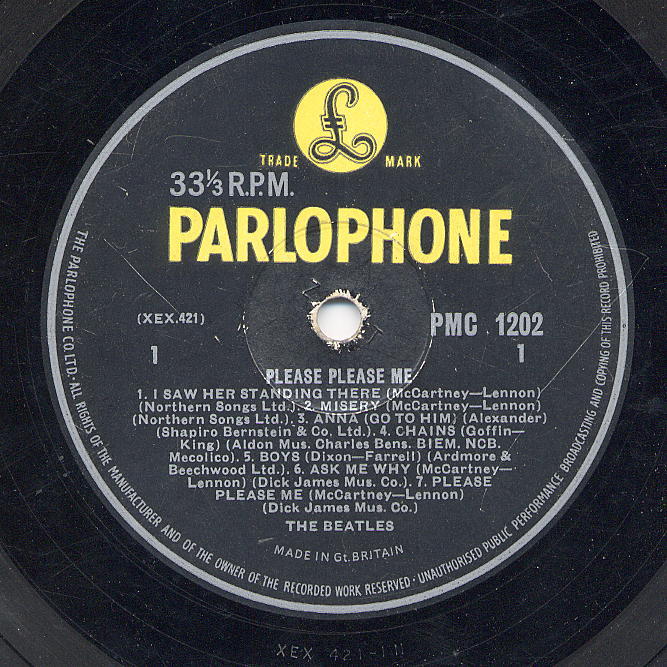 £
TRADE MARK
33⅓ R.P.M.
PARLOPHONE
(XEX.421)
PMC 1202
1
1
PLEASE PLEASE ME
1. I SAW HER STANDING THERE (McCartney—Lennon)
(Northern Songs Ltd.). 2. MISERY (McCartney—Lennon)
(Northern Songs Ltd.). 3. ANNA (GO TO HIM) (Alexander)
(Shapiro Bernstein & Co. Ltd.). 4. CHAINS (Goffin—
King) (Aldon Mus. Charles Bens. BIEM. NCB.
Mecolico). 5. BOYS (Dixon—Farrell) (Ardmore &
Beechwood Ltd.). 6. ASK ME WHY (McCartney—
Lennon) (Dick James Mus. Co.). 7. PLEASE
PLEASE ME (McCartney—Lennon)
(Dick James Mus. Co.)
THE BEATLES
MADE IN Gt. BRITAIN
THE PARLOPHONE CO. LTD. · ALL RIGHTS OF THE MANUFACTURER AND OF THE OWNER OF THE RECORDED WORK RESERVED · UNAUTHORISED PUBLIC PERFORMANCE BROADCASTING AND COPYING OF THIS RECORD PROHIBITED
XEX 421-1N